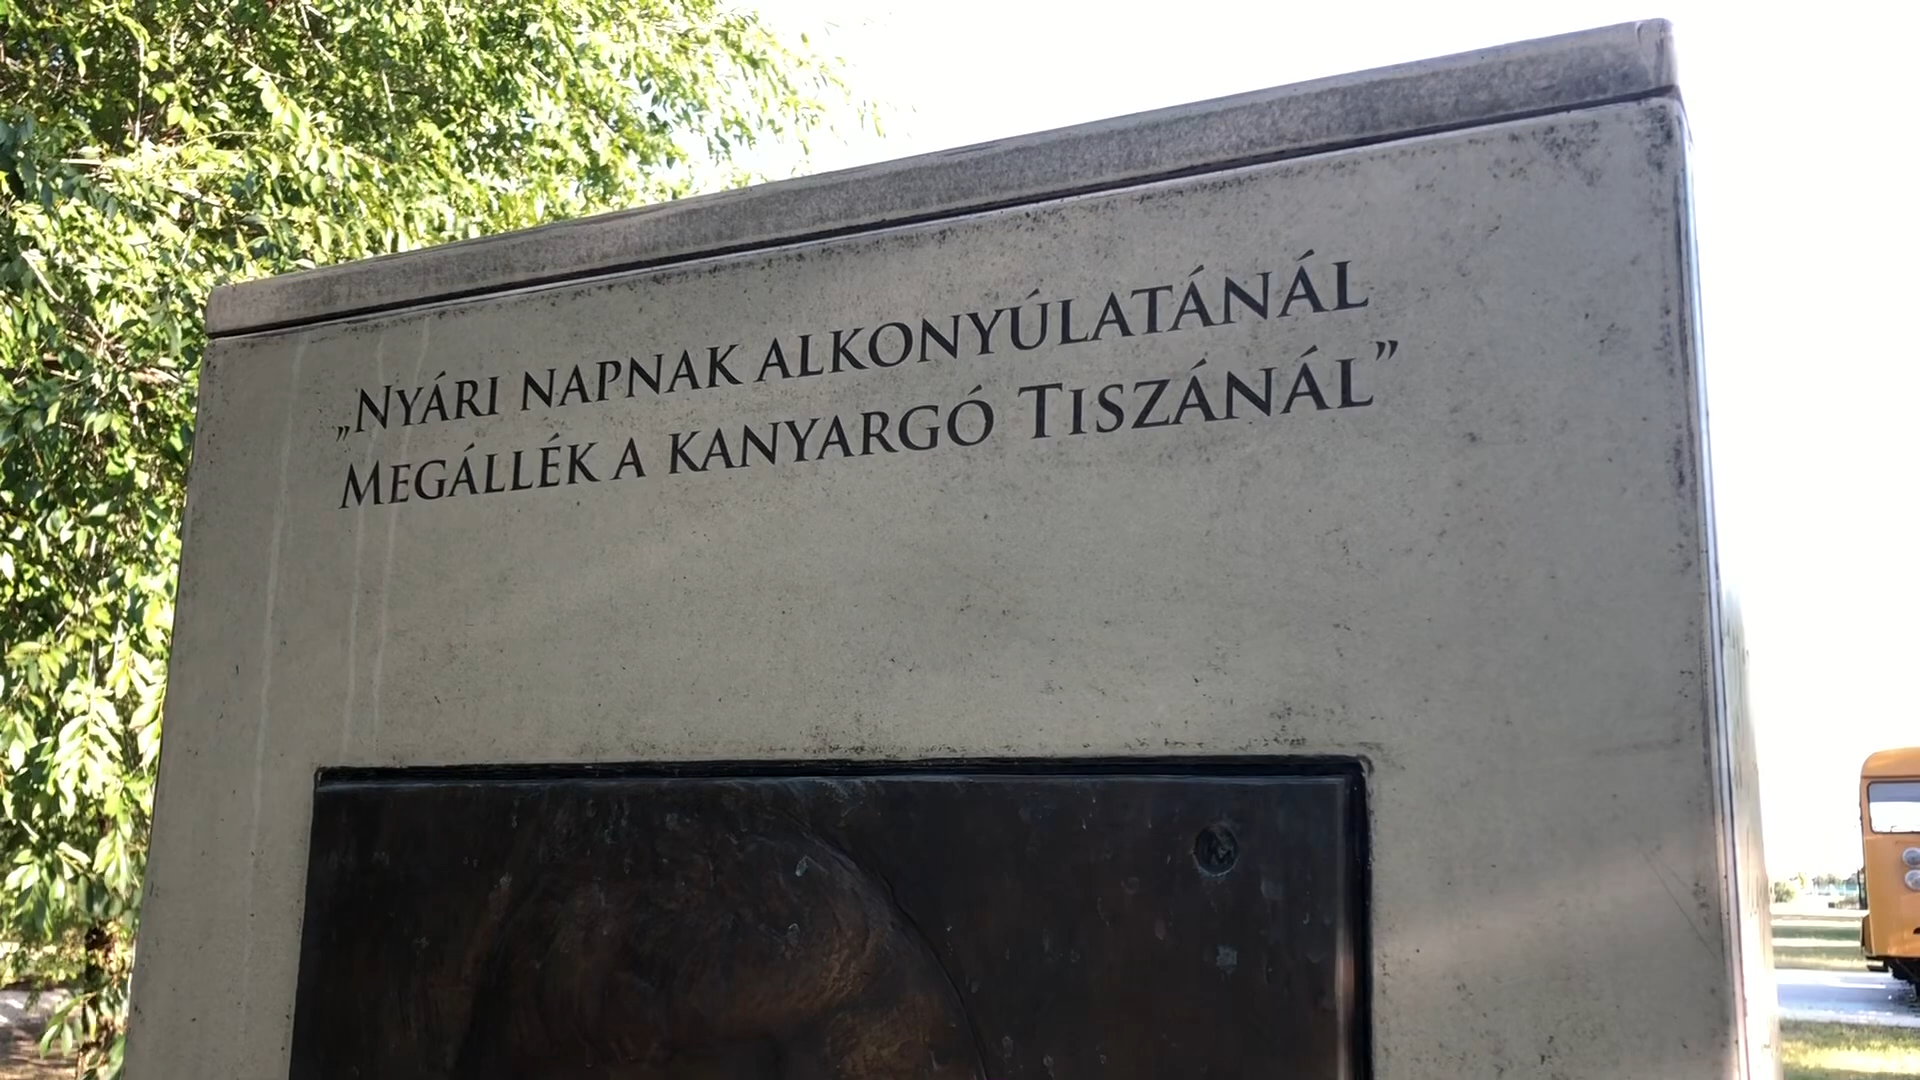 „Nyári napnak alkonyúlatánál
Megállék a kanyargó Tiszánál”